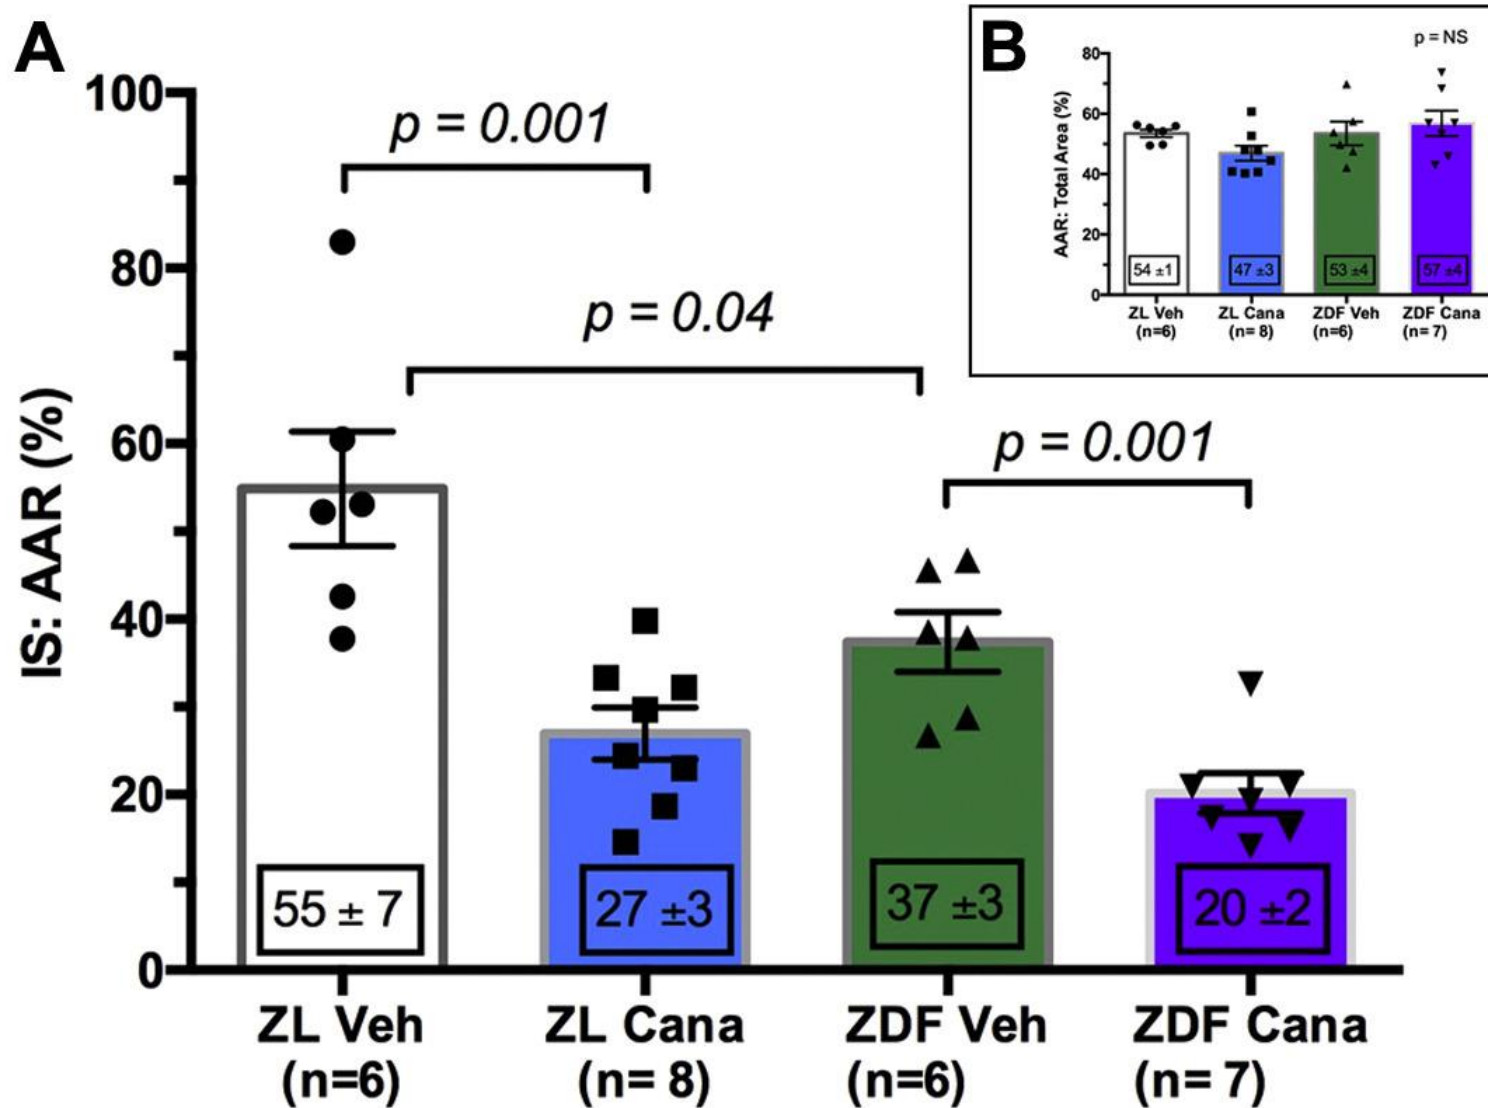 A
IS: AAR (%)
100
80
60
40
20
0
p = 0.001
p = 0.04
p = 0.001
55 ± 7
27 ±3
37 ±3
20 ±2
ZL Veh
(n=6)
ZL Cana
(n= 8)
ZDF Veh
(n=6)
ZDF Cana
(n= 7)
B
p = NS
AAR: Total Area (%)
80
60
40
20
0
54 ±1
47 ±3
53 ±4
57 ±4
ZL Veh
(n=6)
ZL Cana
(n= 8)
ZDF Veh
(n=6)
ZDF Cana
(n= 7)